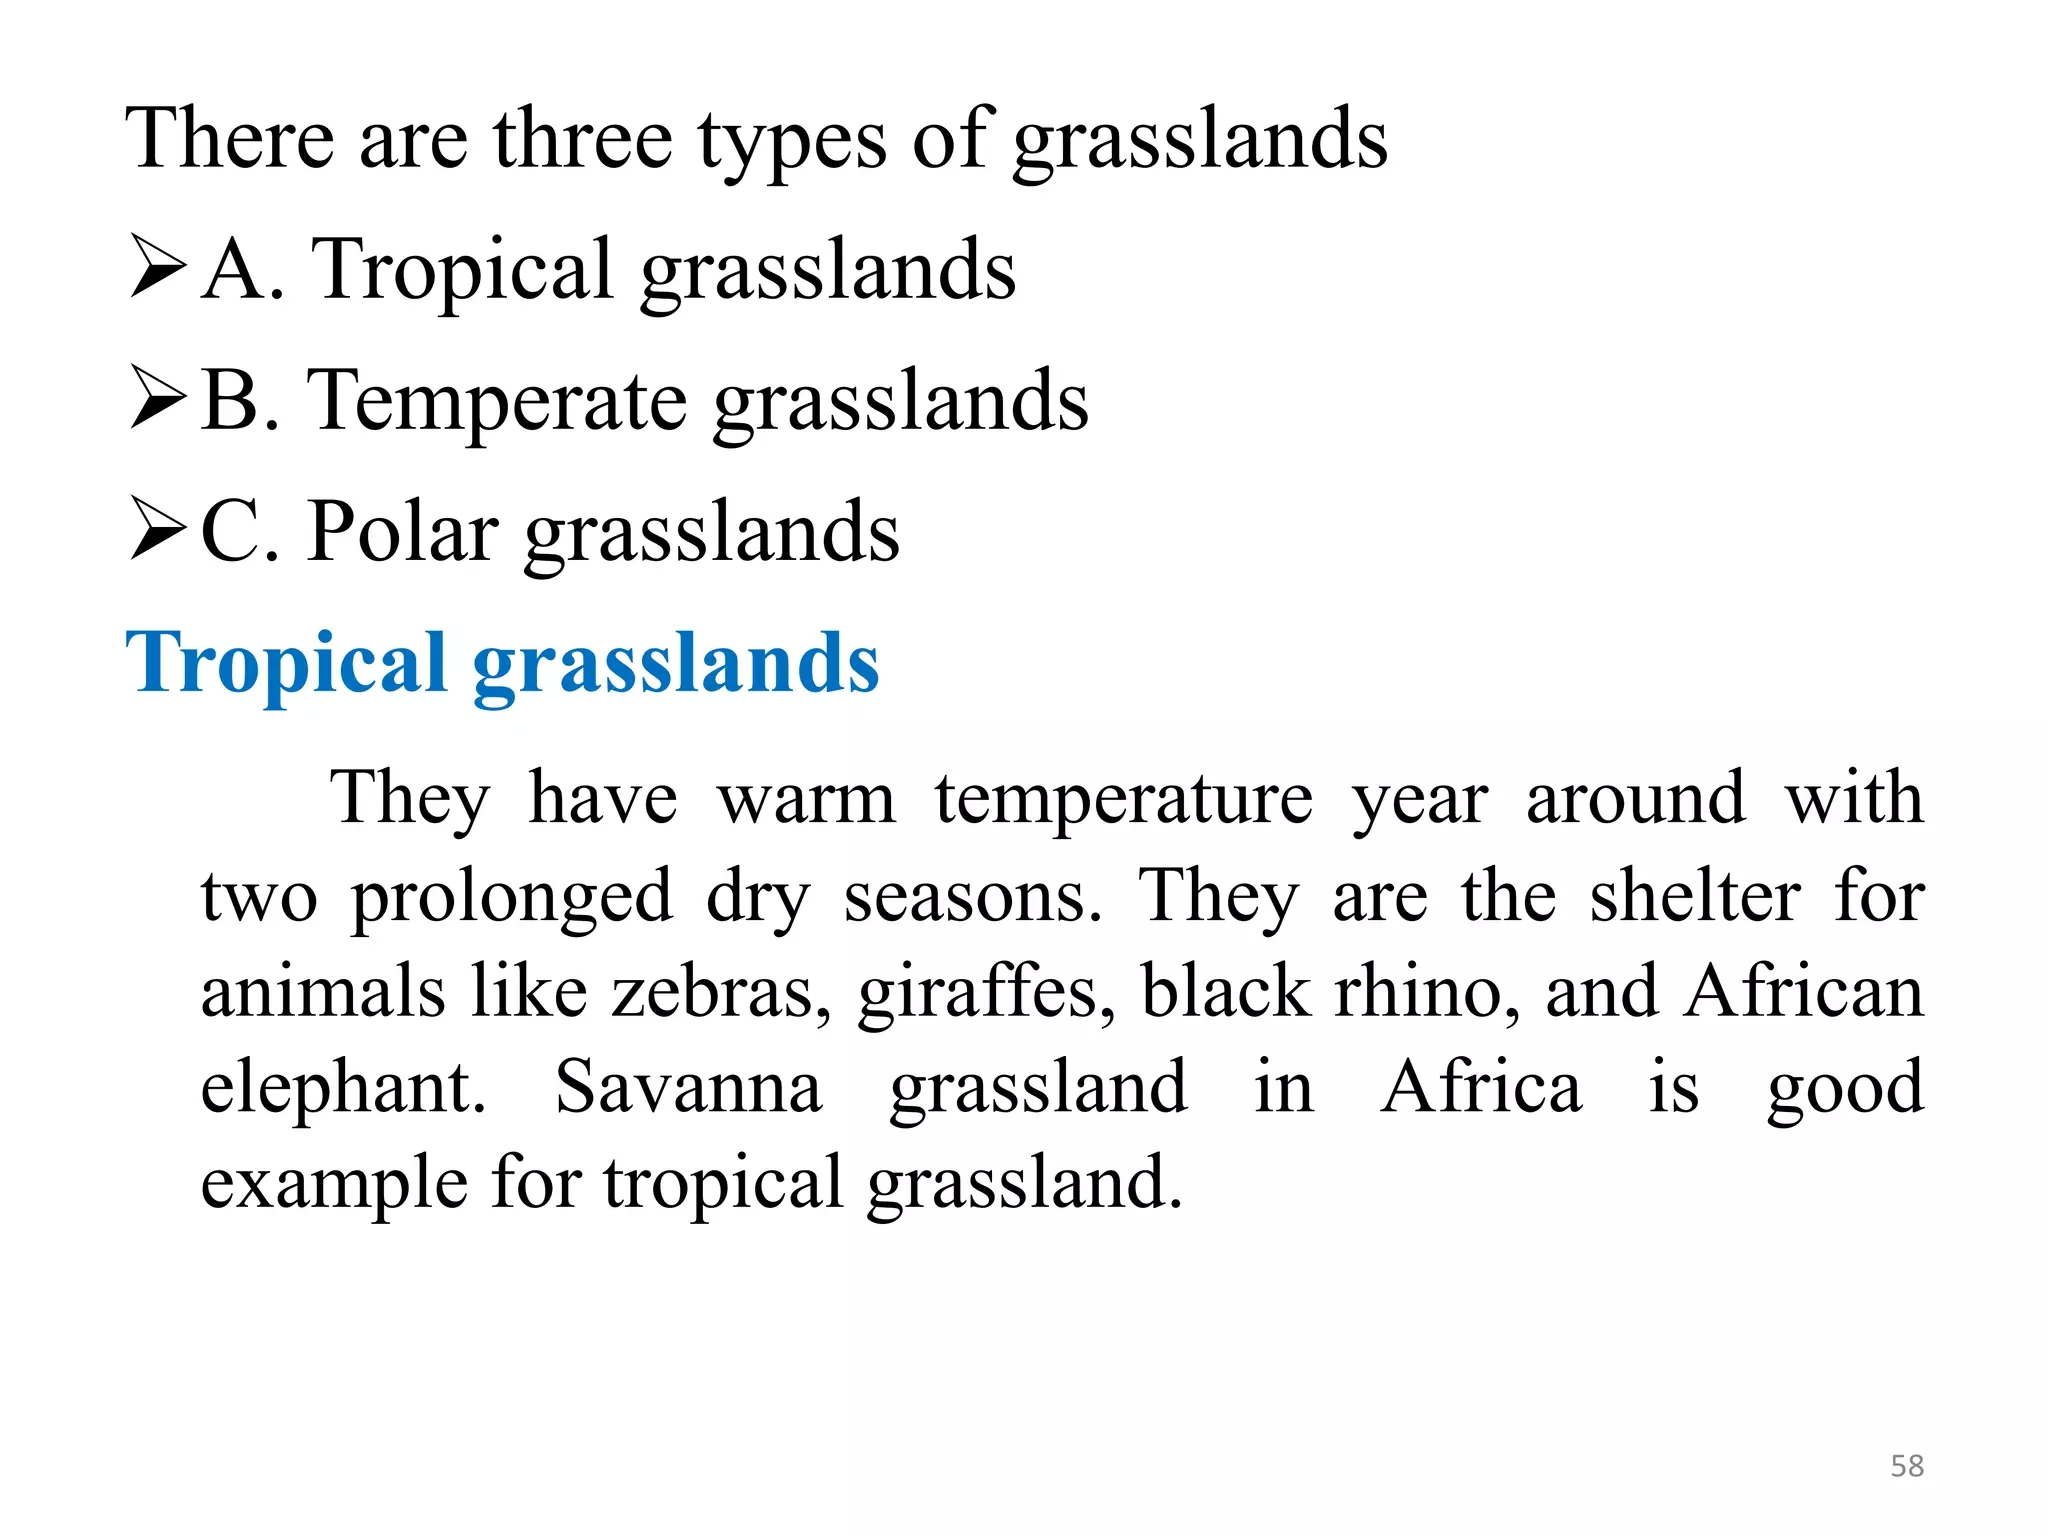 There are three types of grasslands
➢A. Tropical grasslands
➢B. Temperate grasslands
➢C. Polar grasslands
Tropical grasslands
They have warm temperature year around with
two prolonged dry seasons. They are the shelter for
animals like zebras, giraffes, black rhino, and African
elephant. Savanna grassland in Africa is good
example for tropical grassland.
58